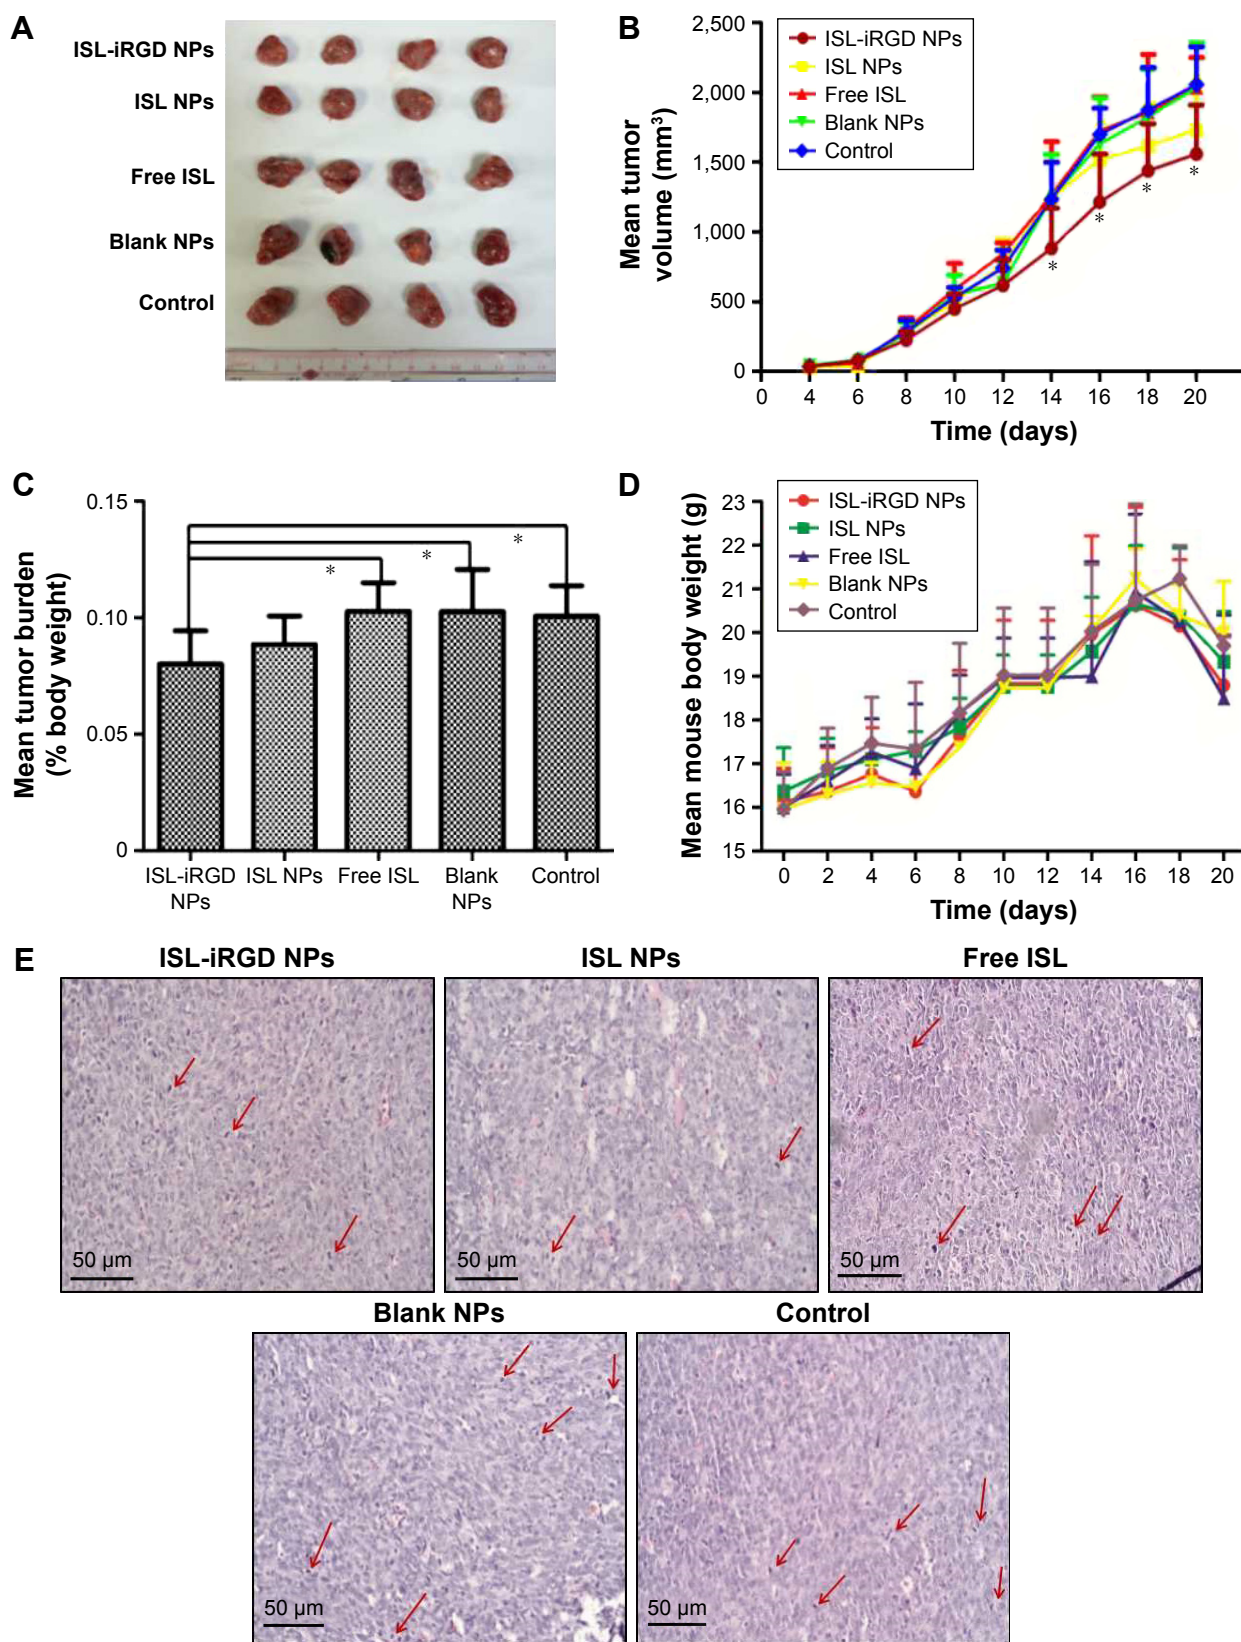 A
ISL-iRGD NPs
ISL NPs
Free ISL
Blank NPs
Control
B
Mean tumor
volume (mm³)
2,500
2,000
1,500
1,000
500
0
ISL-iRGD NPs
ISL NPs
Free ISL
Blank NPs
Control
*
*
*
*
0 4 6 8 10 12 14 16 18 20
Time (days)
C
Mean tumor burden
(% body weight)
0.15
0.10
0.05
0
*
*
*
ISL-iRGD
NPs
ISL NPs
Free ISL
Blank
NPs
Control
D
Mean mouse body weight (g)
23
22
21
20
19
18
17
16
15
ISL-iRGD NPs
ISL NPs
Free ISL
Blank NPs
Control
0 2 4 6 8 10 12 14 16 18 20
Time (days)
E
ISL-iRGD NPs
50 µm
ISL NPs
50 µm
Free ISL
50 µm
Blank NPs
50 µm
Control
50 µm